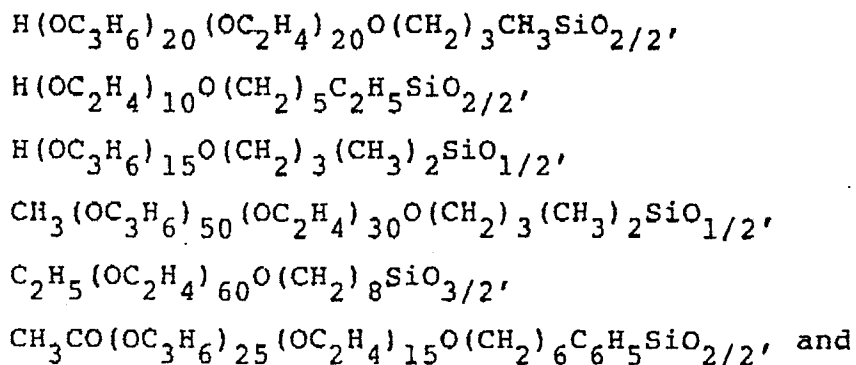 H(OC3H6)20(OC2H4)20O(CH2)3CH3SiO2/2,
H(OC2H4)10O(CH2)5C2H5SiO2/2,
H(OC3H6)15O(CH2)3(CH3)2SiO1/2,
CH3(OC3H6)50(OC2H4)30O(CH2)3(CH3)2SiO1/2,
C2H5(OC2H4)60O(CH2)8SiO3/2,
CH3CO(OC3H6)25(OC2H4)15O(CH2)6C6H5SiO2/2, and